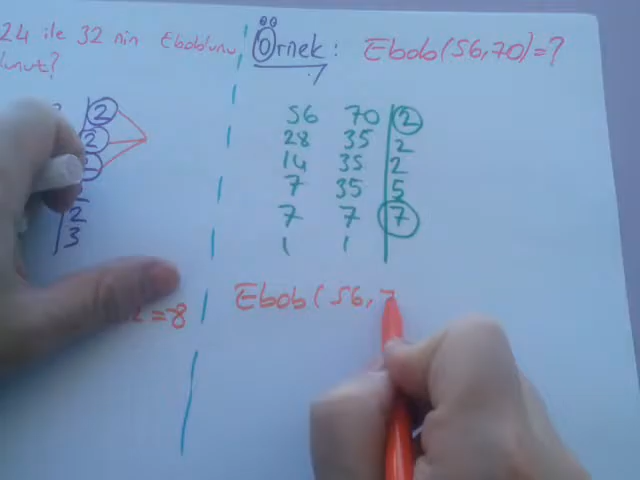 24 ile 32 nin Ebob'unu
Örnek : Ebob(56,70)=?
56 70 2
28 35 2
14 35 2
7 35 5
7 7 7
1 1
2
2
2
3
=8
Ebob(56,7